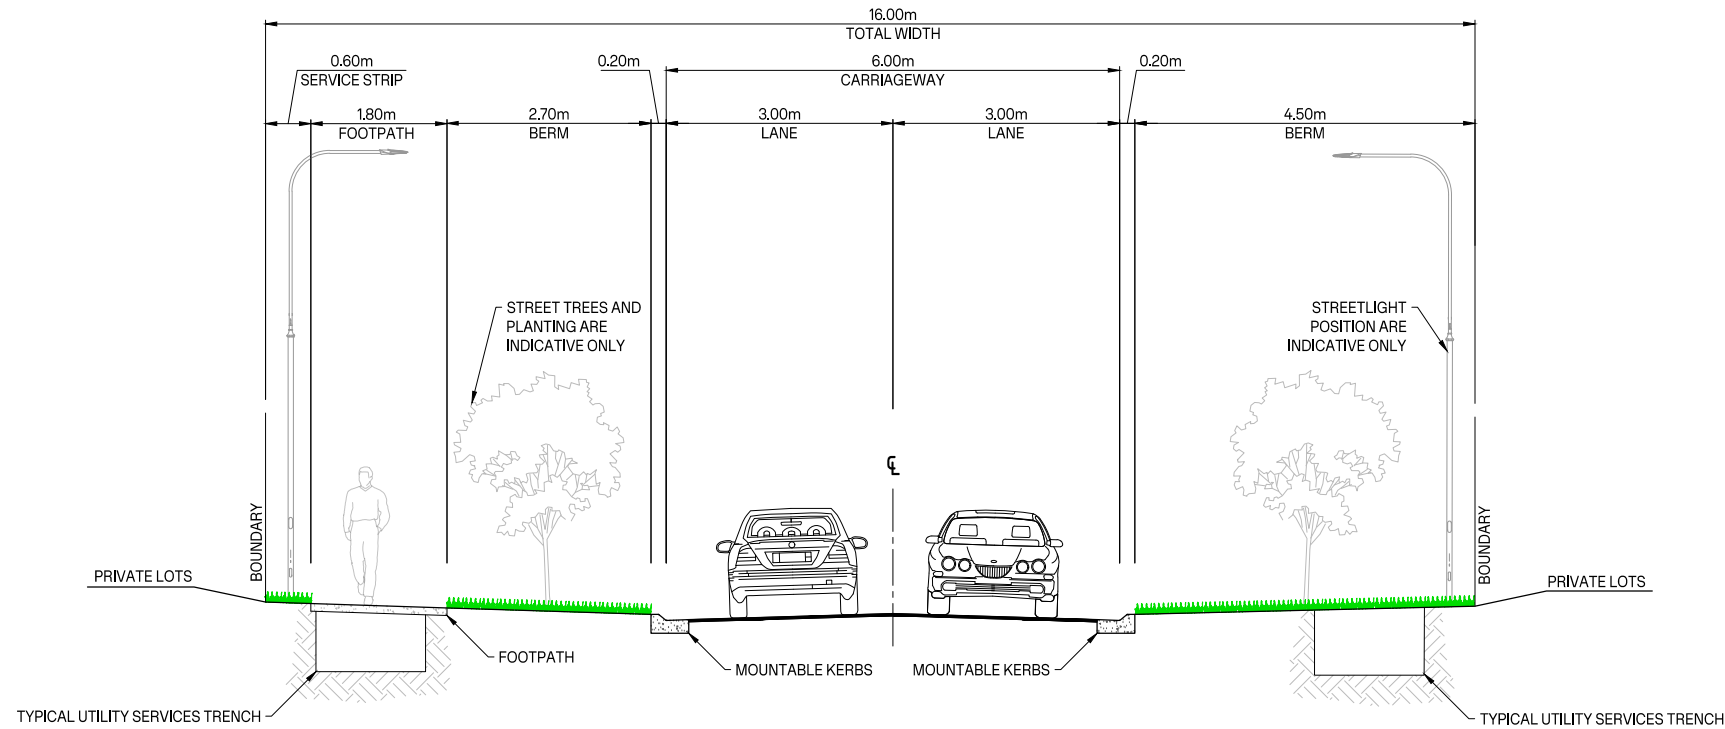 16.00m
TOTAL WIDTH
0.60m
SERVICE STRIP
0.20m
6.00m
CARRIAGEWAY
0.20m
1.80m
FOOTPATH
2.70m
BERM
3.00m
LANE
3.00m
LANE
4.50m
BERM
STREET TREES AND
PLANTING ARE
INDICATIVE ONLY
STREETLIGHT
POSITION ARE
INDICATIVE ONLY
℄
BOUNDARY
BOUNDARY
PRIVATE LOTS
PRIVATE LOTS
FOOTPATH
MOUNTABLE KERBS
MOUNTABLE KERBS
TYPICAL UTILITY SERVICES TRENCH
TYPICAL UTILITY SERVICES TRENCH